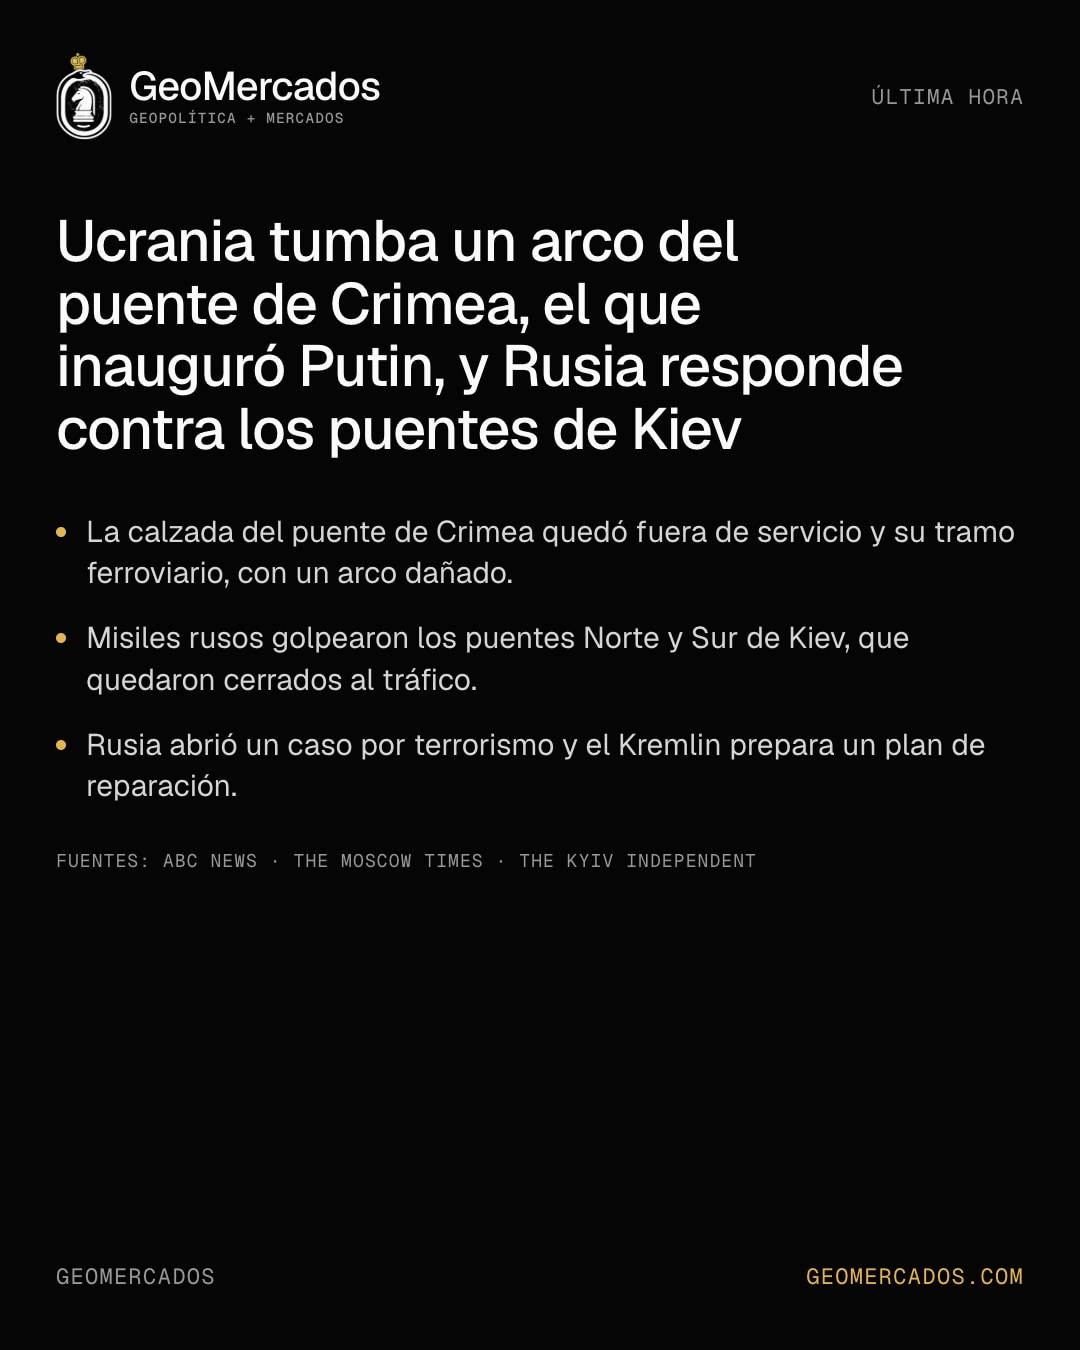 GeoMercados
GEOPOLÍTICA + MERCADOS
ÚLTIMA HORA
Ucrania tumba un arco del
puente de Crimea, el que
inauguró Putin, y Rusia responde
contra los puentes de Kiev
• La calzada del puente de Crimea quedó fuera de servicio y su tramo
ferroviario, con un arco dañado.
• Misiles rusos golpearon los puentes Norte y Sur de Kiev, que
quedaron cerrados al tráfico.
• Rusia abrió un caso por terrorismo y el Kremlin prepara un plan de
reparación.
FUENTES: ABC NEWS · THE MOSCOW TIMES · THE KYIV INDEPENDENT
GEOMERCADOS
GEOMERCADOS.COM